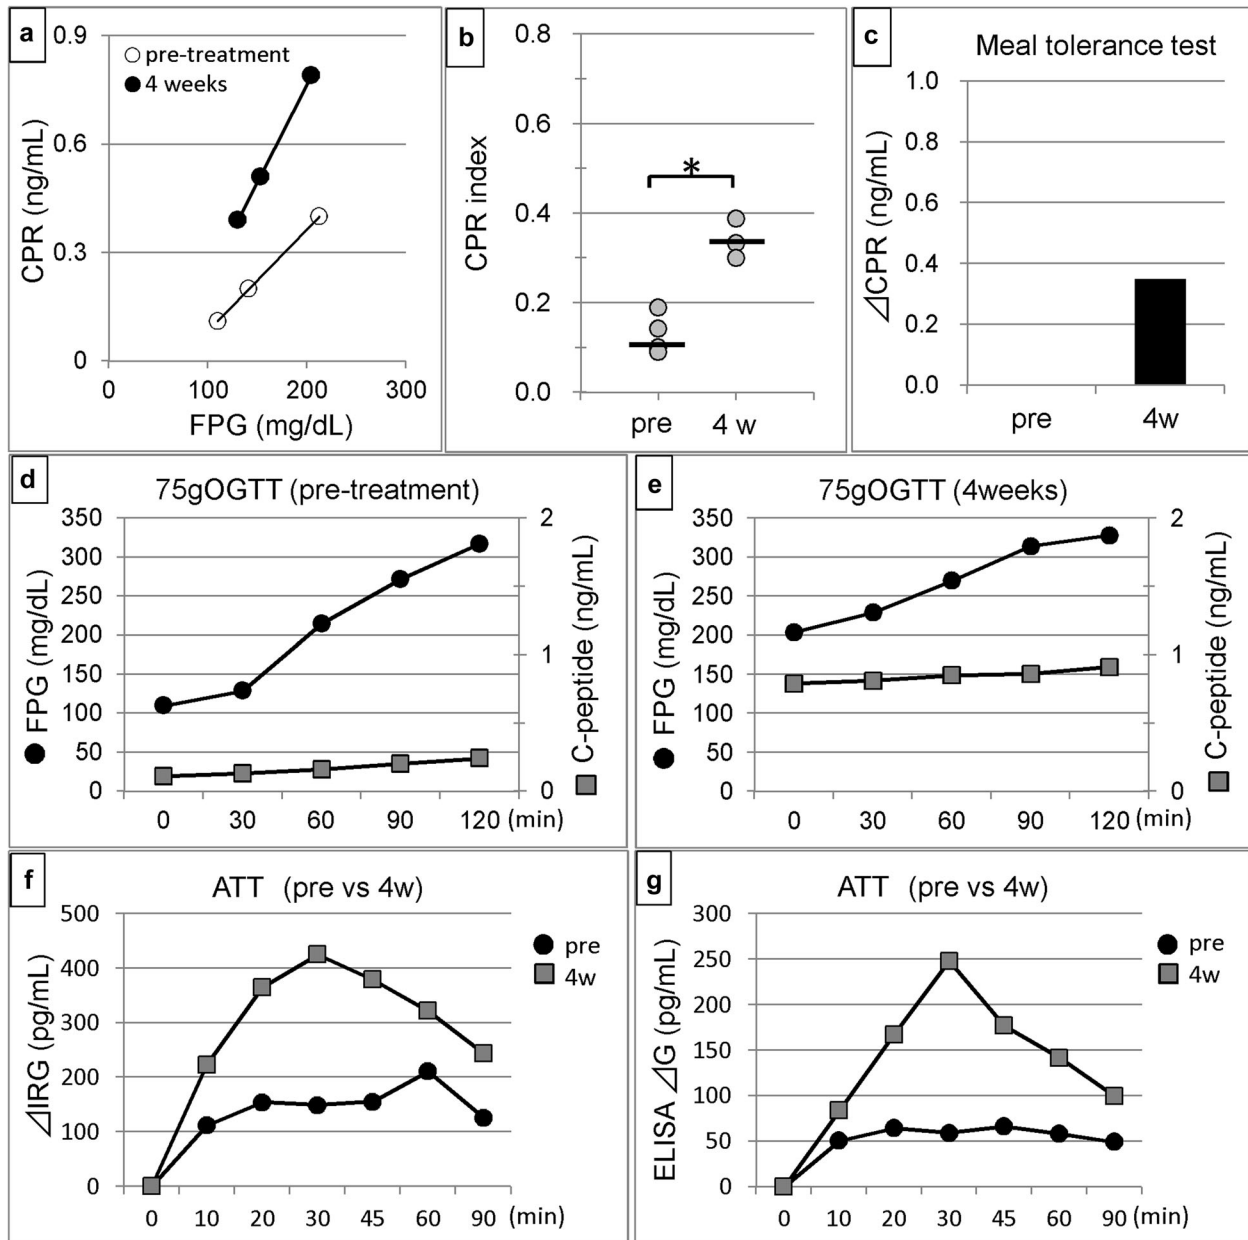 a
0.9
0.6
0.3
0
CPR (ng/mL)
pre-treatment
4 weeks
0 100 200 300
FPG (mg/dL)
b
0.8
0.6
0.4
0.2
0.0
CPR index
*
pre 4 w
c
Meal tolerance test
1.0
0.8
0.6
0.4
0.2
0.0
⊿CPR (ng/mL)
pre 4w
d
75gOGTT (pre-treatment)
350
300
250
200
150
100
50
0
FPG (mg/dL)
2
1
0
C-peptide (ng/mL)
0 30 60 90 120 (min)
e
75gOGTT (4weeks)
350
300
250
200
150
100
50
0
FPG (mg/dL)
2
1
0
C-peptide (ng/mL)
0 30 60 90 120 (min)
f
ATT (pre vs 4w)
500
400
300
200
100
0
⊿IRG (pg/mL)
pre
4w
0 10 20 30 45 60 90 (min)
g
ATT (pre vs 4w)
300
250
200
150
100
50
0
ELISA ⊿G (pg/mL)
pre
4w
0 10 20 30 45 60 90 (min)